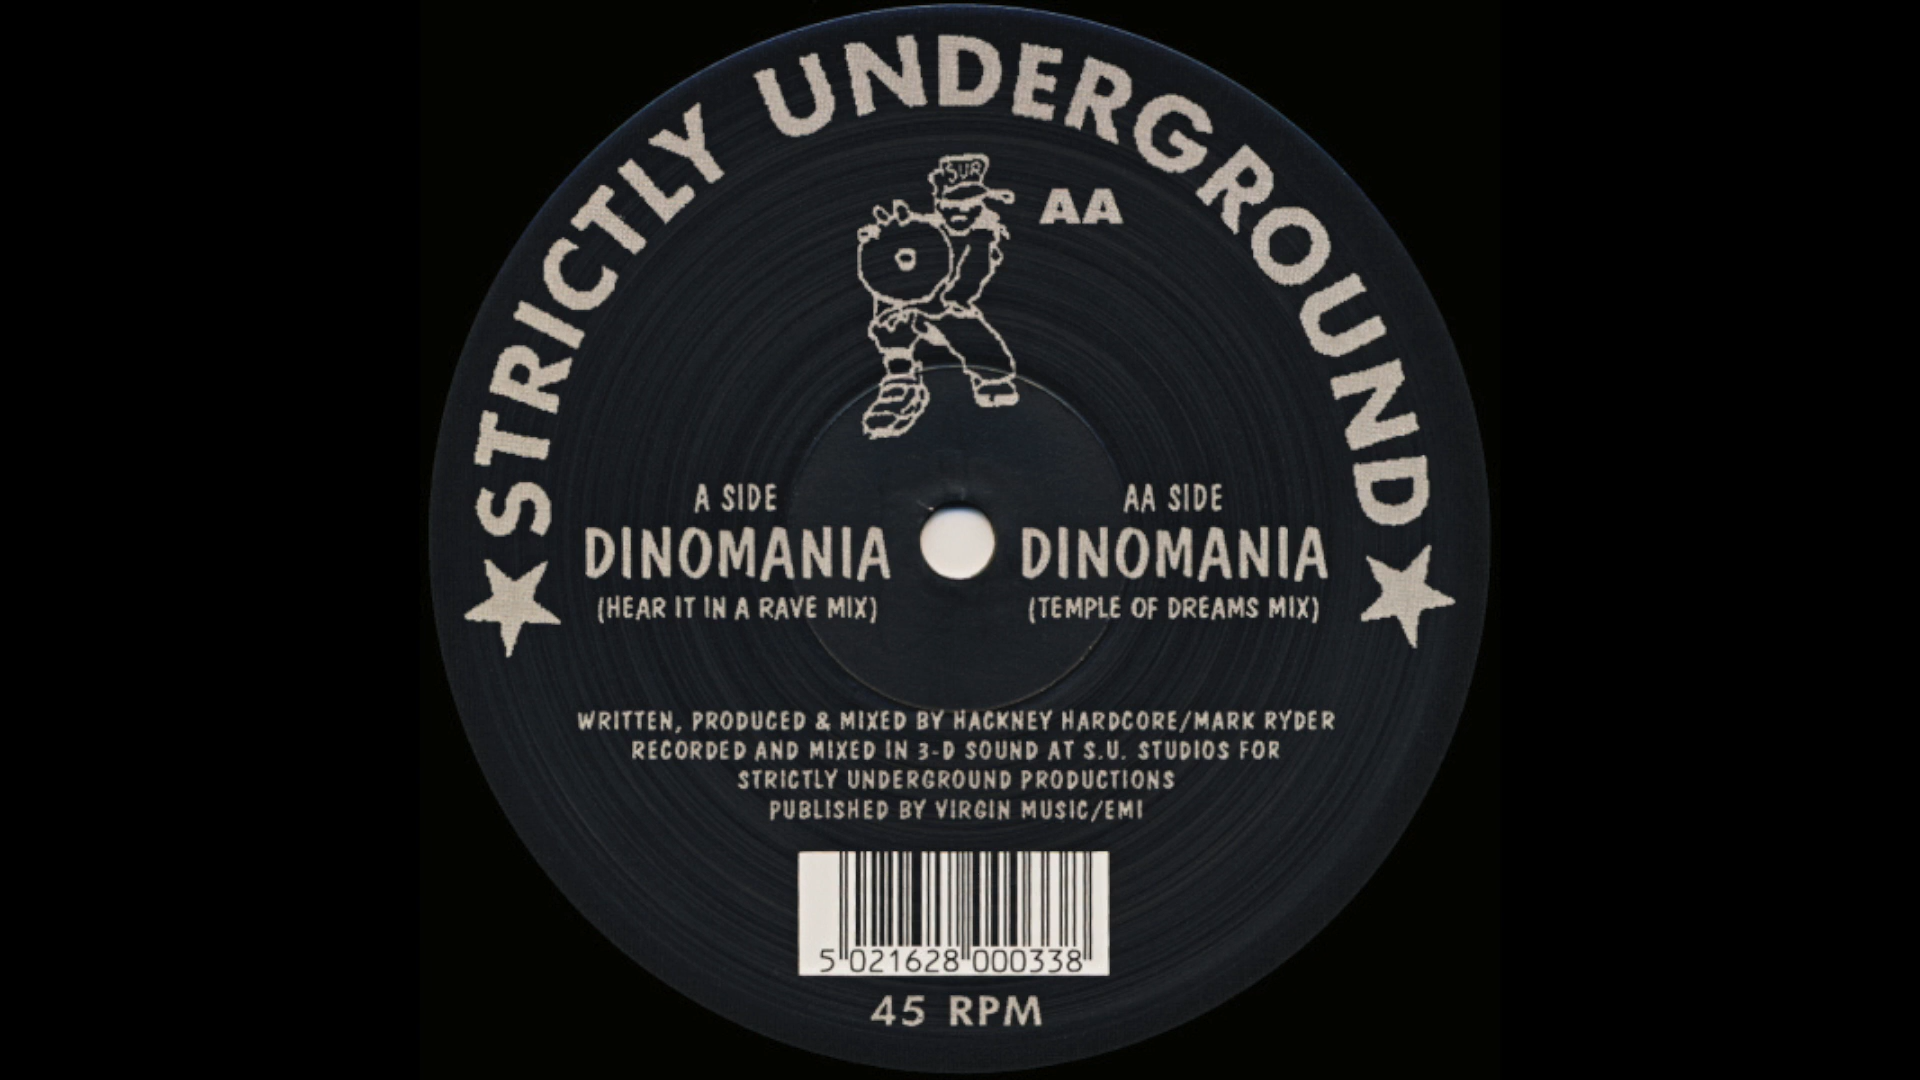 STRICTLY UNDERGROUND
SUR
AA
A SIDE
DINOMANIA
(HEAR IT IN A RAVE MIX)
AA SIDE
DINOMANIA
(TEMPLE OF DREAMS MIX)
WRITTEN, PRODUCED & MIXED BY HACKNEY HARDCORE/MARK RYDER
RECORDED AND MIXED IN 3-D SOUND AT S.U. STUDIOS FOR
STRICTLY UNDERGROUND PRODUCTIONS
PUBLISHED BY VIRGIN MUSIC/EMI
5 021628 000338
45 RPM